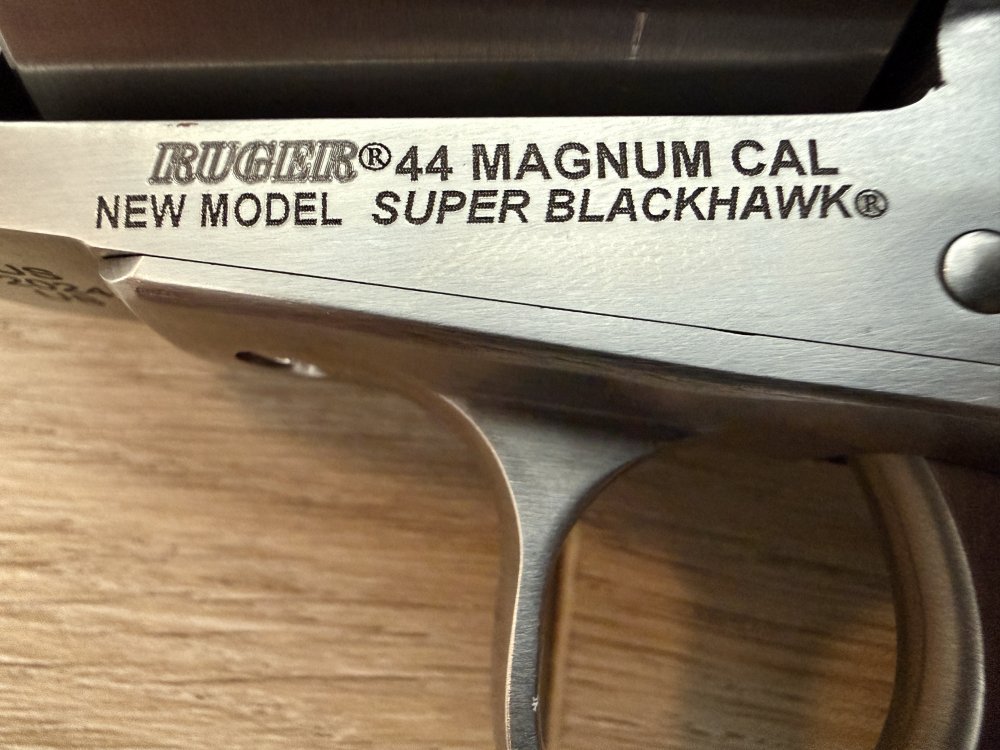 RUGER® 44 MAGNUM CAL
NEW MODEL SUPER BLACKHAWK®